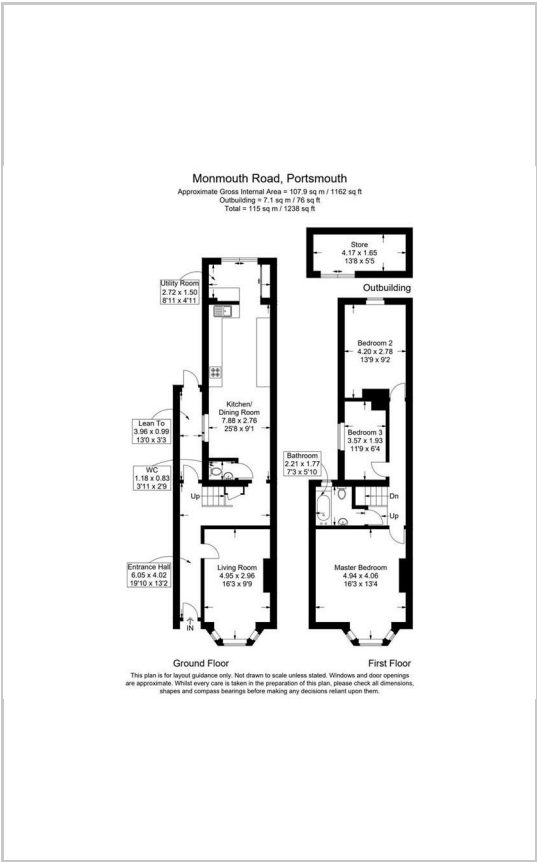 Monmouth Road, Portsmouth
Approximate Gross Internal Area = 107.9 sq m / 1162 sq ft
Outbuilding = 7.1 sq m / 76 sq ft
Total = 115 sq m / 1238 sq ft
Store
4.17 x 1.65
13'8 x 5'5
Outbuilding
Utility Room
2.72 x 1.50
8'11 x 4'11
Bedroom 2
4.20 x 2.78
13'9 x 9'2
Kitchen/
Dining Room
7.88 x 2.76
25'8 x 9'1
Lean To
3.96 x 0.99
13'0 x 3'3
Bedroom 3
3.57 x 1.93
11'9 x 6'4
Bathroom
2.21 x 1.77
7'3 x 5'10
WC
1.18 x 0.83
3'11 x 2'9
Up
Dn
Up
Entrance Hall
6.05 x 4.02
19'10 x 13'2
Living Room
4.95 x 2.96
16'3 x 9'9
Master Bedroom
4.94 x 4.06
16'3 x 13'4
IN
Ground Floor
First Floor
This plan is for layout guidance only. Not drawn to scale unless stated. Windows and door openings
are approximate. Whilst every care is taken in the preparation of this plan, please check all dimensions,
shapes and compass bearings before making any decisions reliant upon them.